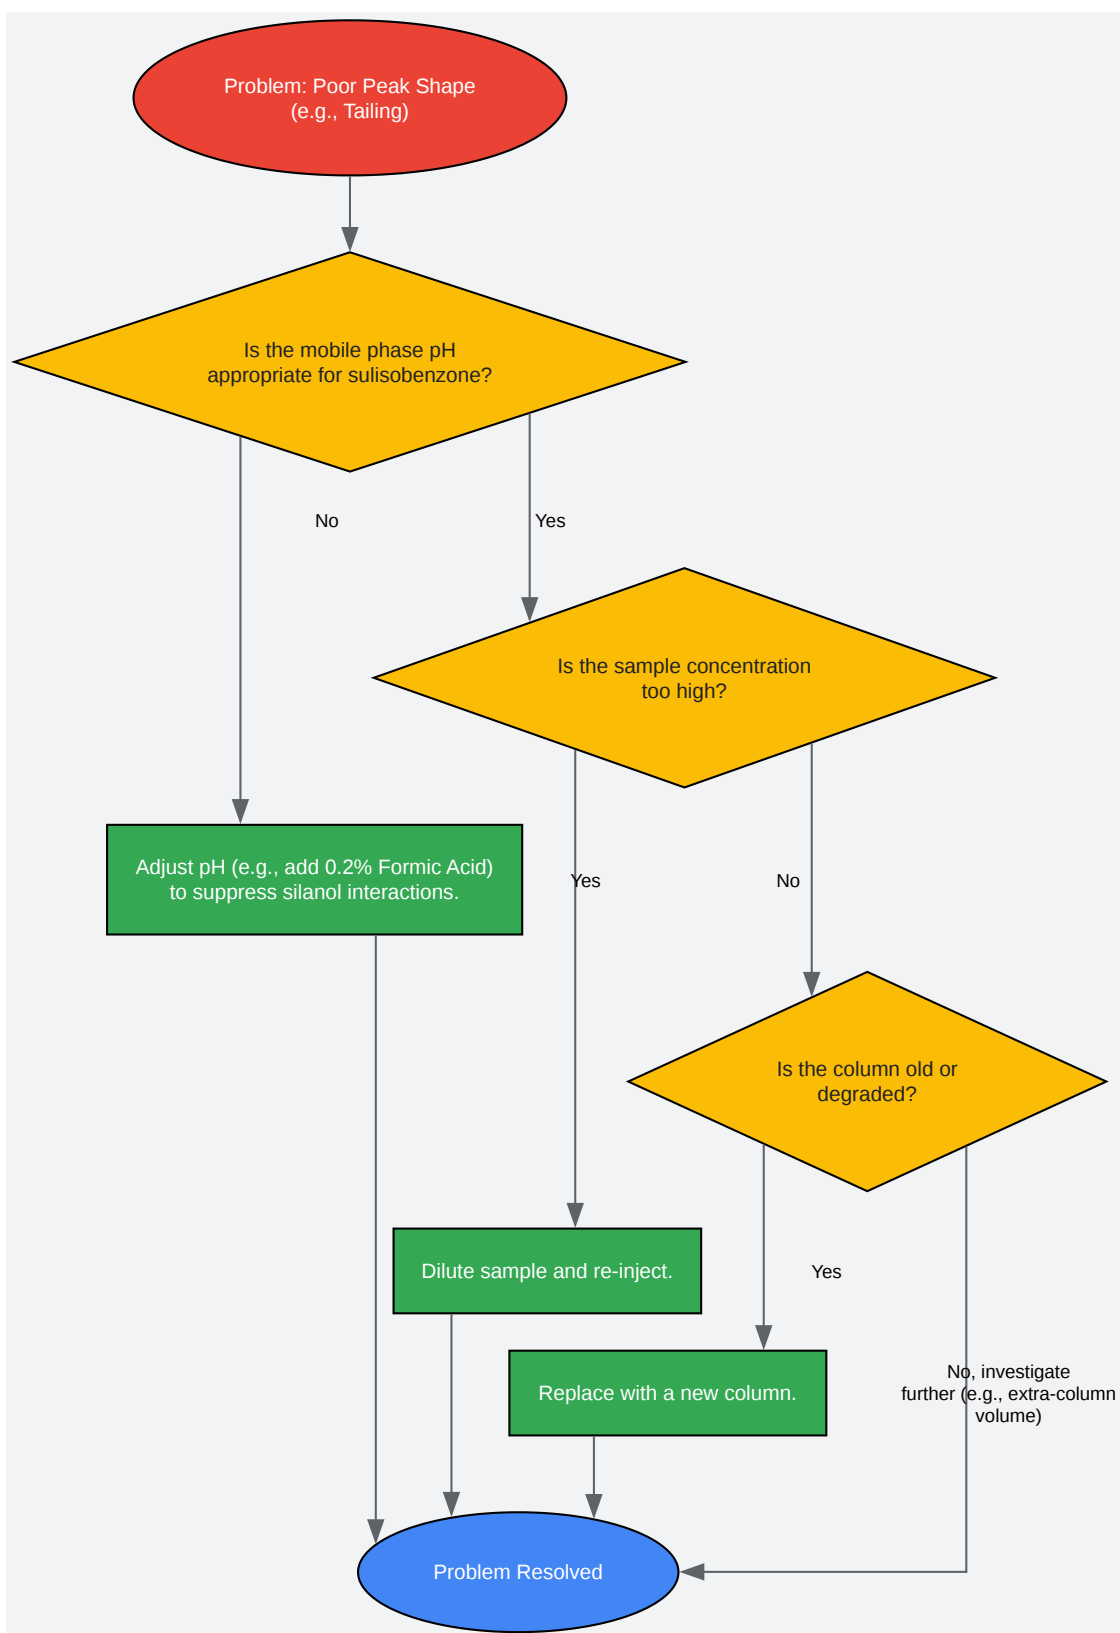 Problem: Poor Peak Shape
(e.g., Tailing)
Is the mobile phase pH
appropriate for sulisobenzone?
No
Yes
Is the sample concentration
too high?
Adjust pH (e.g., add 0.2% Formic Acid)
to suppress silanol interactions.
Yes
No
Is the column old or
degraded?
Dilute sample and re-inject.
Yes
Replace with a new column.
No, investigate
further (e.g., extra-column
volume)
Problem Resolved